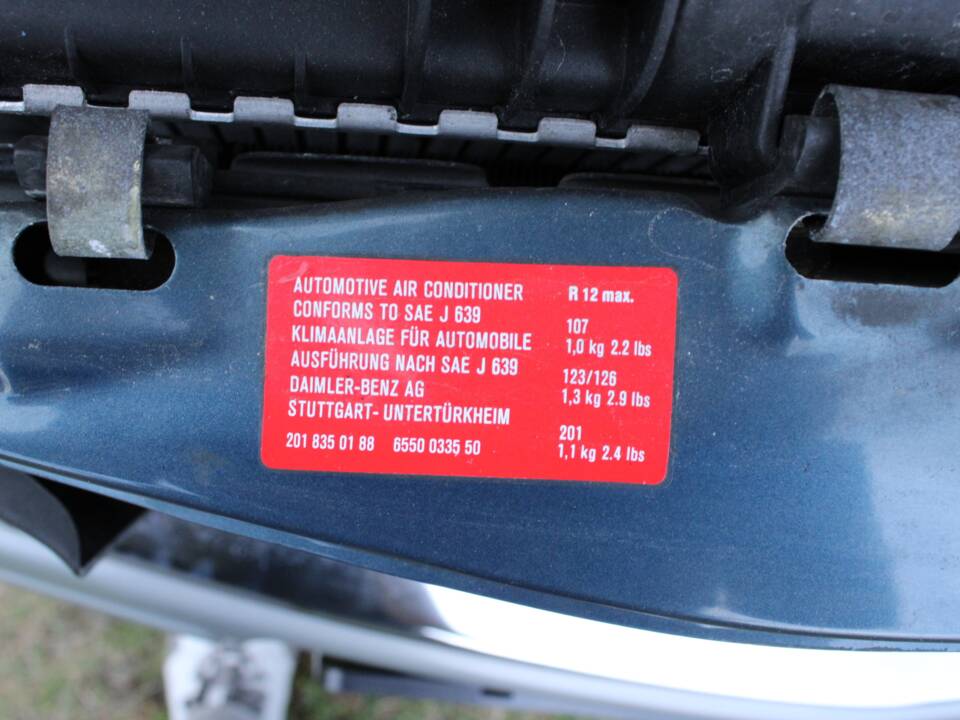 AUTOMOTIVE AIR CONDITIONER
CONFORMS TO SAE J 639
KLIMAANLAGE FÜR AUTOMOBILE
AUSFÜHRUNG NACH SAE J 639
DAIMLER-BENZ AG
STUTTGART- UNTERTÜRKHEIM
201 835 01 88 6550 0335 50
R 12 max.
107
1,0 kg 2.2 lbs
123/126
1,3 kg 2.9 lbs
201
1,1 kg 2.4 lbs